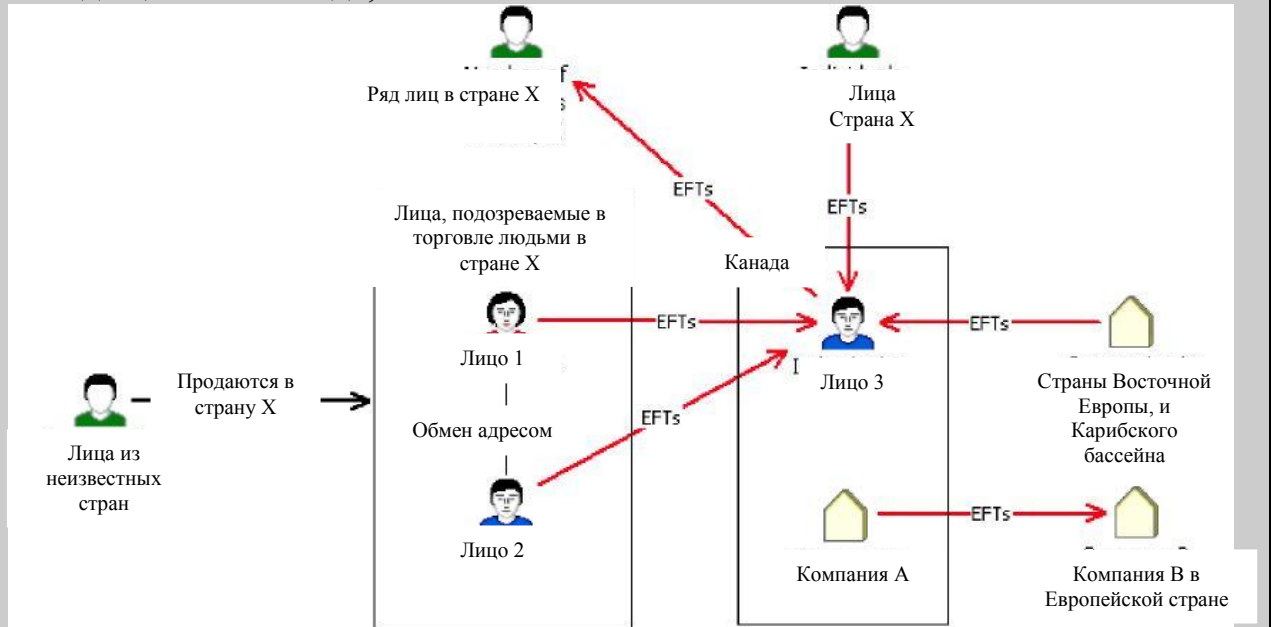 Ряд лиц в стране X
Лица
Страна X
EFTs
EFTs
Лица, подозреваемые в
торговле людьми в
стране X
Канада
EFTs
EFTs
Лицо 1
Лицо 3
Продаются в
страну X
Страны Восточной
Европы, и
Карибского
бассейна
EFTs
Обмен адресом
Лица из
неизвестных
стран
EFTs
Лицо 2
Компания А
Компания В в
Европейской стране